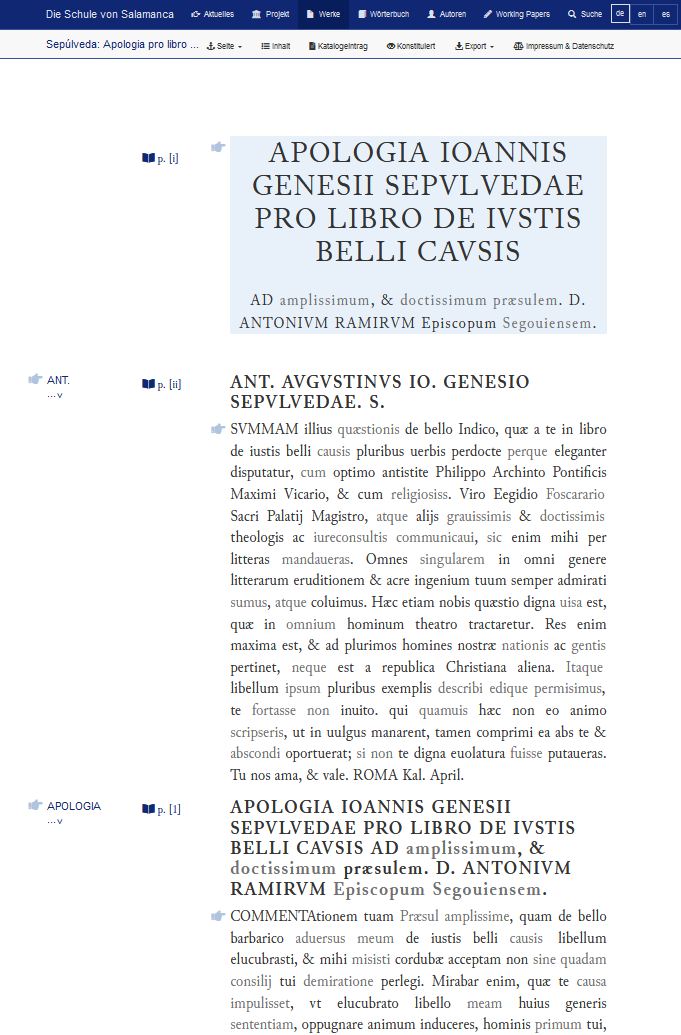 Die Schule von Salamanca Aktuelles Projekt Werke Wörterbuch Autoren Working Papers Suche de en es
Sepúlveda: Apologia pro libro ... Seite Inhalt Katalogeintrag Konstituiert Export Impressum & Datenschutz
p. [i]
APOLOGIA IOANNIS
GENESII SEPVLVEDAE
PRO LIBRO DE IVSTIS
BELLI CAVSIS
AD amplissimum, & doctissimum præsulem. D.
ANTONIVM RAMIRVM Episcopum Segouiensem.
ANT.
...
p. [ii]
ANT. AVGVSTINVS IO. GENESIO
SEPVLVEDAE. S.
SVMMAM illius quæstionis de bello Indico, quæ a te in libro
de iustis belli causis pluribus uerbis perdocte perque eleganter
disputatur, cum optimo antistite Philippo Archinto Pontificis
Maximi Vicario, & cum religiosiss. Viro Eegidio Foscarario
Sacri Palatij Magistro, atque alijs grauissimis & doctissimis
theologis ac iureconsultis communicaui, sic enim mihi per
litteras mandaueras. Omnes singularem in omni genere
litterarum eruditionem & acre ingenium tuum semper admirati
sumus, atque coluimus. Hæc etiam nobis quæstio digna uisa est,
quæ in omnium hominum theatro tractaretur. Res enim
maxima est, & ad plurimos homines nostræ nationis ac gentis
pertinet, neque est a republica Christiana aliena. Itaque
libellum ipsum pluribus exemplis describi edique permisimus,
te fortasse non inuito. qui quamuis hæc non eo animo
scripseris, ut in uulgus manarent, tamen comprimi ea abs te &
abscondi oportuerat; si non te digna euolatura fuisse putaueras.
Tu nos ama, & vale. ROMA Kal. April.
APOLOGIA
...
p. [1]
APOLOGIA IOANNIS GENESII
SEPVLVEDAE PRO LIBRO DE IVSTIS
BELLI CAVSIS AD amplissimum, &
doctissimum præsulem. D. ANTONIVM
RAMIRVM Episcopum Segouiensem.
COMMENTAtionem tuam Præsul amplissime, quam de bello
barbarico aduersus meum de iustis belli causis libellum
elucubrasti, & mihi misisti cordubæ acceptam non sine quadam
consilij tui demiratione perlegi. Mirabar enim, quæ te causa
impulisset, vt elucubrato libello meam huius generis
sententiam, oppugnare animum induceres, hominis primum tui,